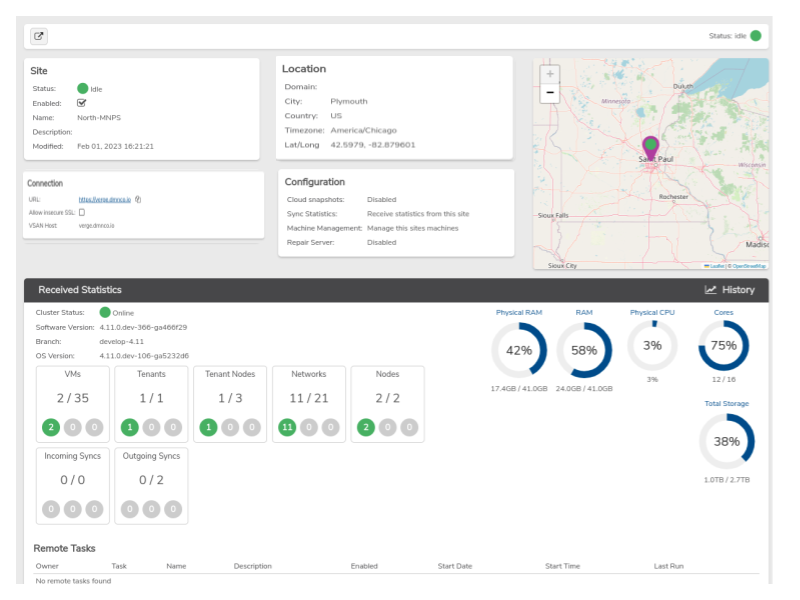 Status: idle
Site
Status: Idle
Enabled:
Name: North-MNPS
Description:
Modified: Feb 01, 2023 16:21:21
Location
Domain:
City: Plymouth
Country: US
Timezone: America/Chicago
Lat/Long 42.5979, -82.879601
Connection
URL: https://verge.dmnco.io
Allow Insecure SSL:
VSAN Host verge.dmnco.io
Configuration
Cloud snapshots: Disabled
Sync Statistics: Receive statistics from this site
Machine Management: Manage this sites machines
Repair Server: Disabled
+
−
Duluth
Minnesota
Saint Paul
Wisconsin
Rochester
Sioux Falls
Madiso
Sioux City
Leaflet | © OpenStreetMap
Received Statistics History
Cluster Status: Online
Software Version: 4.11.0.dev-366-ga466f29
Branch: develop-4.11
OS Version: 4.11.0.dev-106-ga5232d6
Physical RAM RAM Physical CPU Cores
42% 58% 3% 75%
17.4GB / 41.0GB 24.0GB / 41.0GB 3% 12 / 16
Total Storage
38%
1.0TB / 2.7TB
VMs Tenants Tenant Nodes Networks Nodes
2 / 35 1 / 1 1 / 3 11 / 21 2 / 2
2 0 0 1 0 0 1 0 0 11 0 0 2 0 0
Incoming Syncs Outgoing Syncs
0 / 0 0 / 2
0 0 0 0 0 0
Remote Tasks
Owner Task Name Description Enabled Start Date Start Time Last Run
No remote tasks found